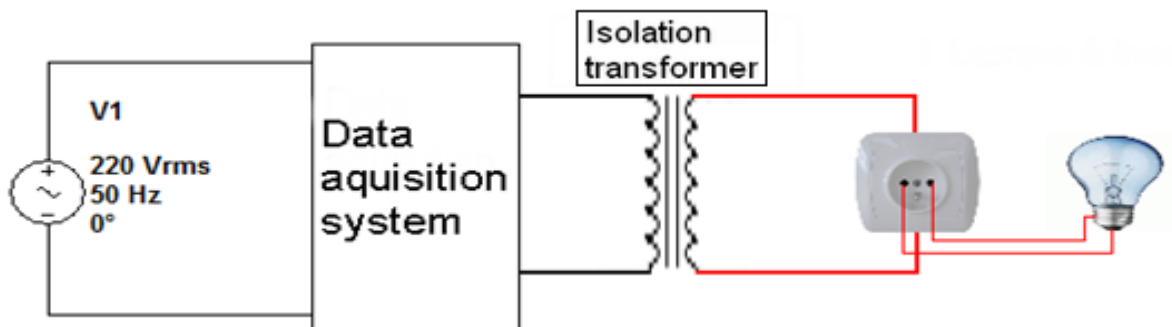 Isolation
transformer
V1
220 Vrms
50 Hz
0°
Data
aquisition
system